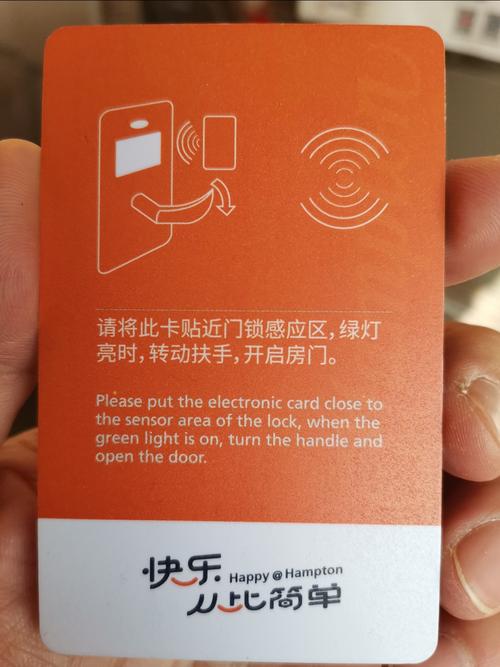 请将此卡贴近门锁感应区,绿灯
亮时,转动扶手,开启房门。
Please put the electronic card close to
the sensor area of the lock, when the
green light is on, turn the handle and
open the door.
快乐 Happy@Hampton
从此简单